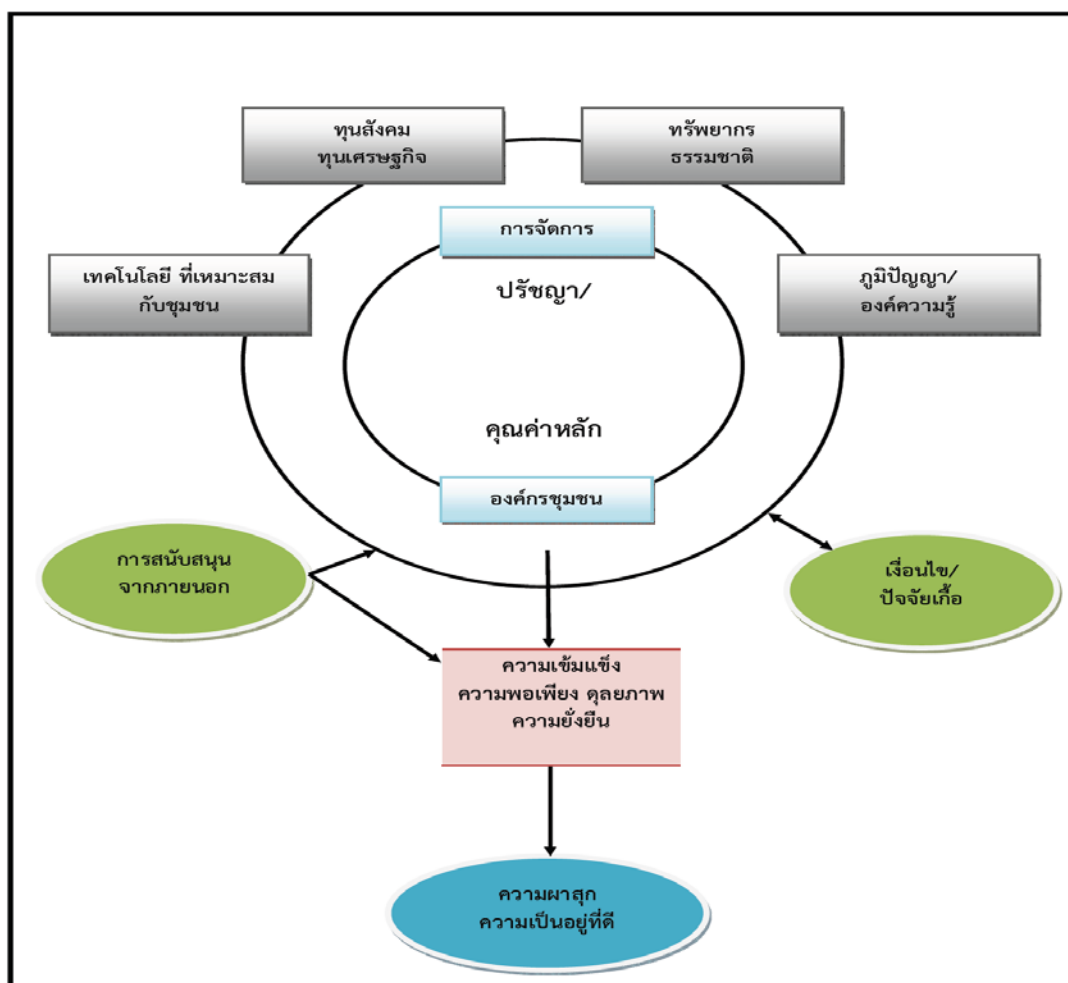 ทุนสังคม
ทุนเศรษฐกิจ
ทรัพยากร
ธรรมชาติ
การจัดการ
เทคโนโลยี ที่เหมาะสม
กับชุมชน
ปรัชญา/
ภูมิปัญญา/
องค์ความรู้
คุณค่าหลัก
องค์กรชุมชน
การสนับสนุน
จากภายนอก
เงื่อนไข/
ปัจจัยเกื้อ
ความเข้มแข็ง
ความพอเพียง ดุลยภาพ
ความยั่งยืน
ความผาสุก
ความเป็นอยู่ที่ดี